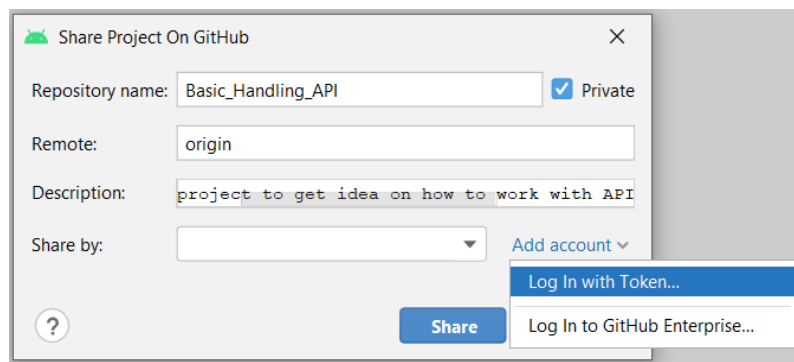 Share Project On GitHub
Repository name: Basic_Handling_API Private
Remote: origin
Description: project to get idea on how to work with API
Share by: Add account
Log In with Token...
? Share Log In to GitHub Enterprise...